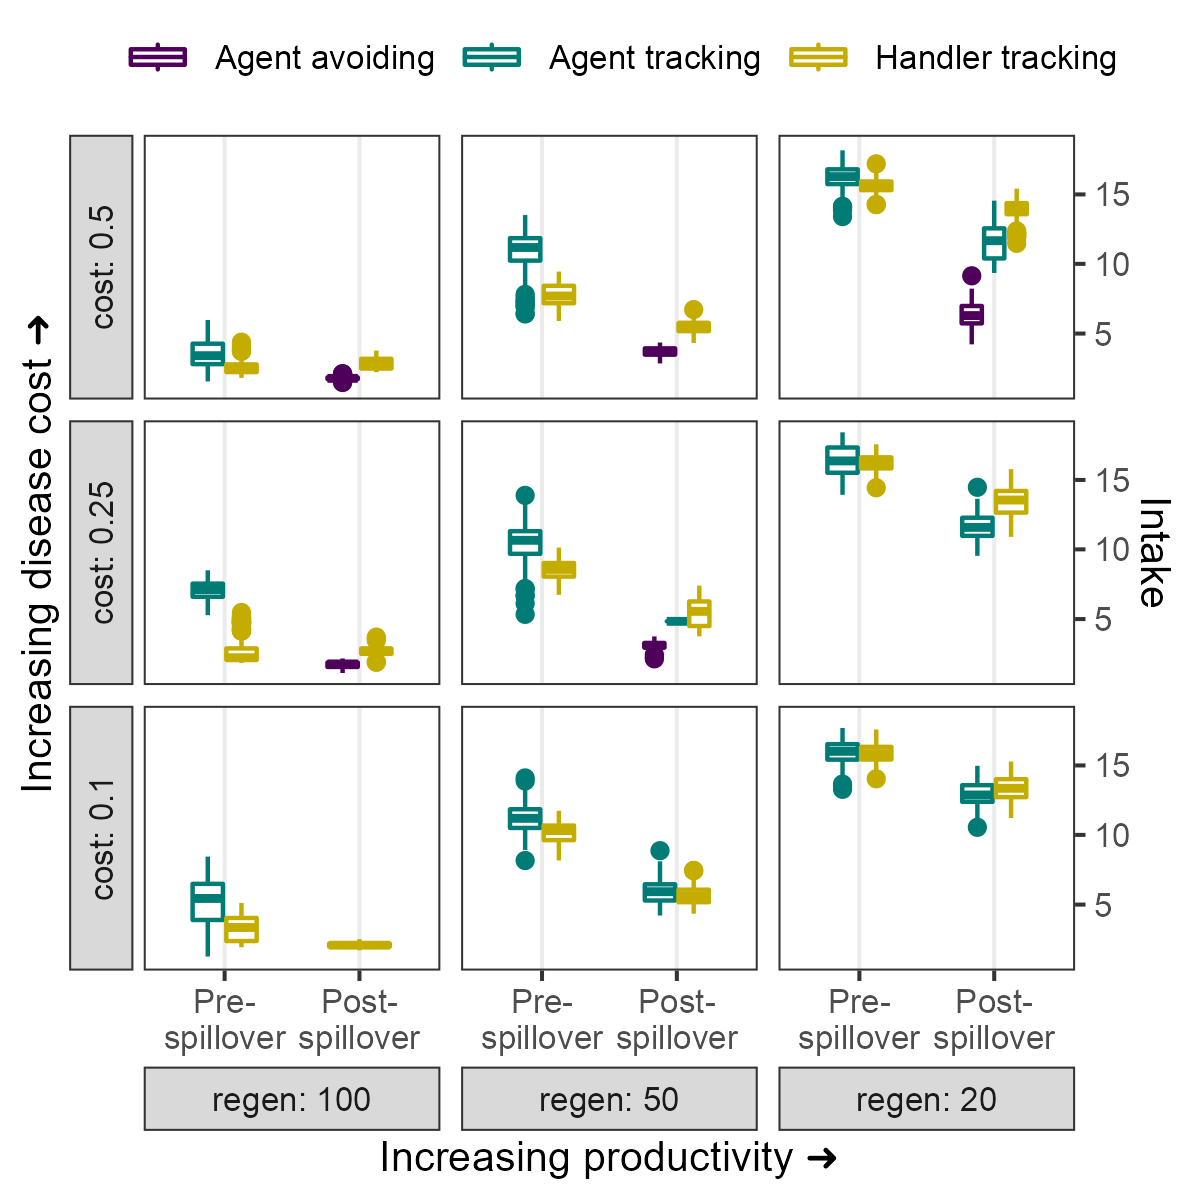 Agent avoiding
Agent tracking
Handler tracking
Increasing disease cost →
cost: 0.5
15
10
5
cost: 0.25
15
10
5
Intake
cost: 0.1
15
10
5
Pre-
spillover
Post-
spillover
Pre-
spillover
Post-
spillover
Pre-
spillover
Post-
spillover
regen: 100
regen: 50
regen: 20
Increasing productivity →